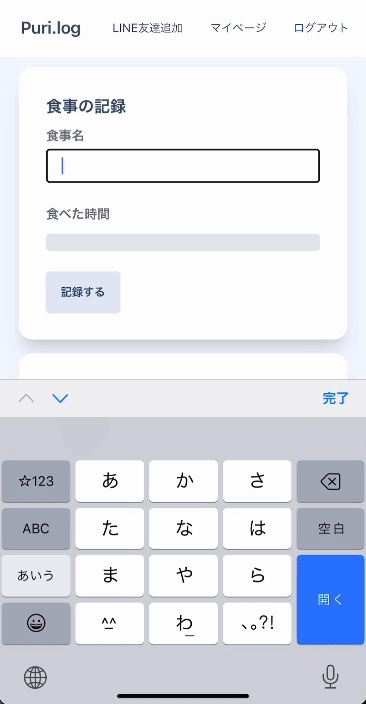 Puri.log LINE友達追加 マイページ ログアウト
食事の記録
食事名
食べた時間
記録する
完了
☆123 あ か さ
ABC た な は 空白
あいう ま や ら 開く
^^ わ_ 、。?!